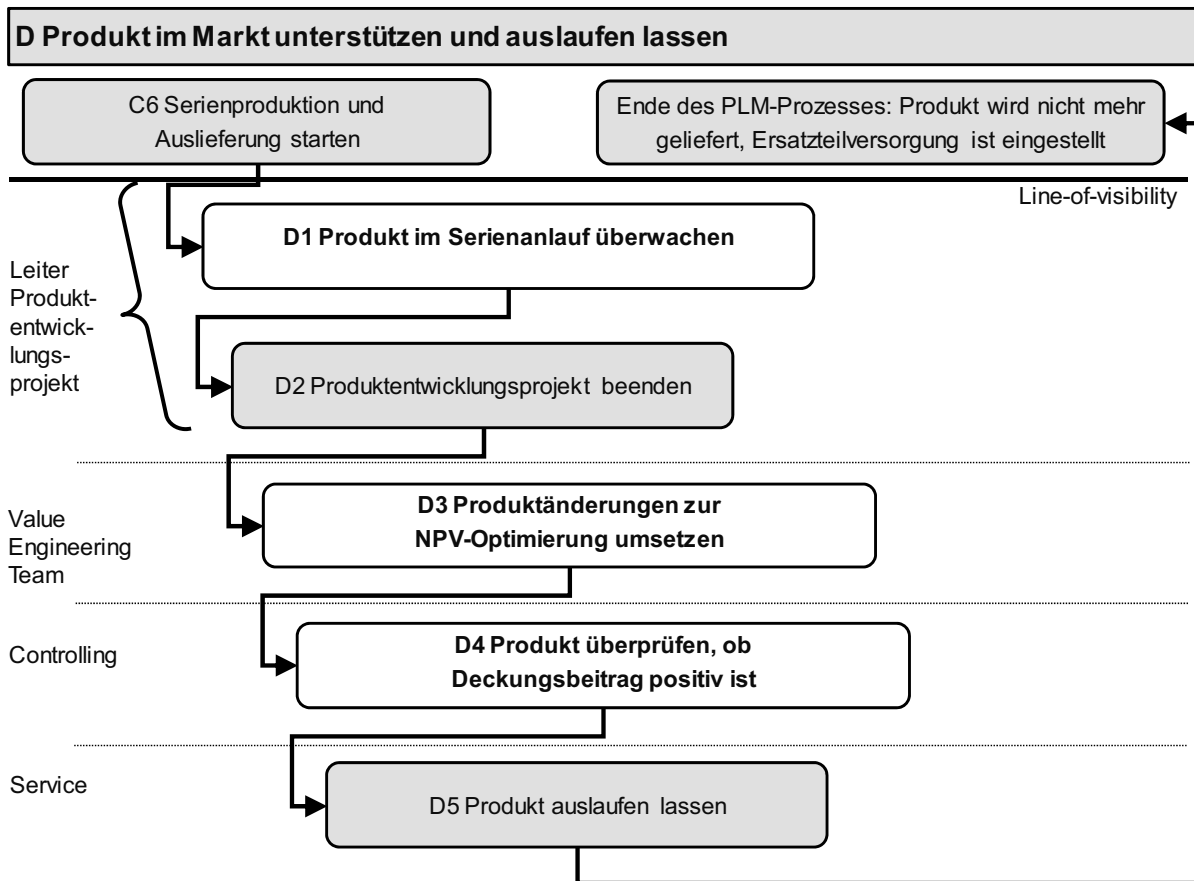 D Produkt im Markt unterstützen und auslaufen lassen
C6 Serienproduktion und
Auslieferung starten
Ende des PLM-Prozesses: Produkt wird nicht mehr
geliefert, Ersatzteilversorgung ist eingestellt
Line-of-visibility
D1 Produkt im Serienanlauf überwachen
Leiter
Produkt-
entwick-
lungs-
projekt
D2 Produktentwicklungsprojekt beenden
Value
Engineering
Team
D3 Produktänderungen zur
NPV-Optimierung umsetzen
Controlling
D4 Produkt überprüfen, ob
Deckungsbeitrag positiv ist
Service
D5 Produkt auslaufen lassen